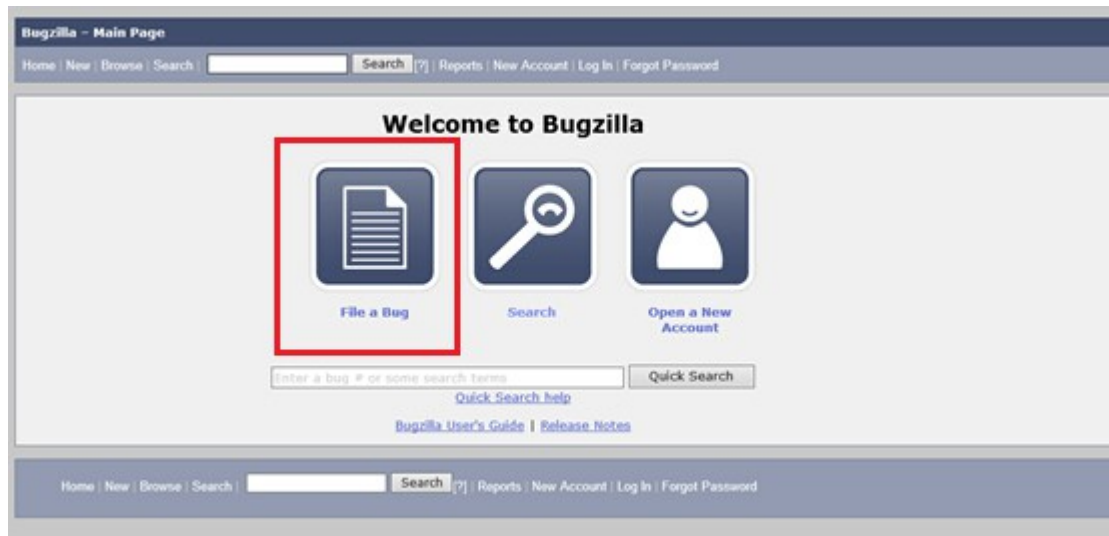 Bugzilla – Main Page
Home | New | Browse | Search | Search [?] | Reports | New Account | Log In | Forgot Password
Welcome to Bugzilla
File a Bug
Search
Open a New
Account
Enter a bug # or some search terms
Quick Search
Quick Search help
Bugzilla User's Guide | Release Notes
Home | New | Browse | Search | Search [?] | Reports | New Account | Log In | Forgot Password